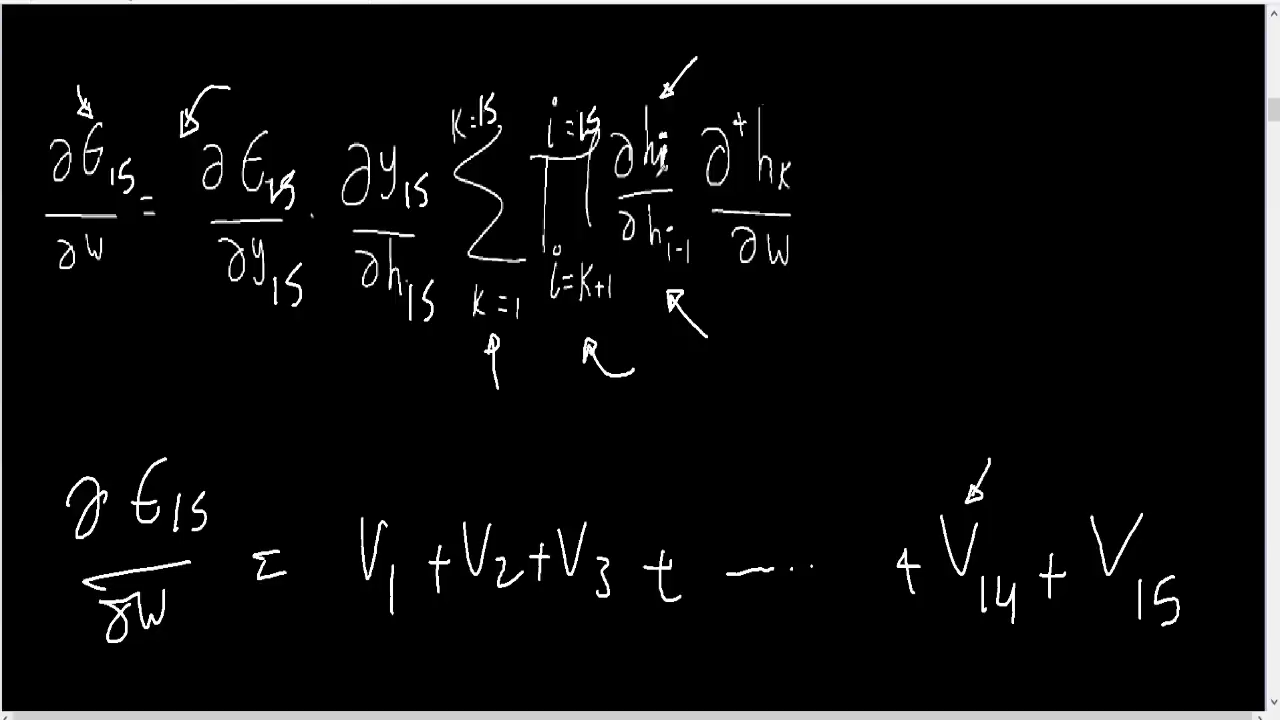 ∂E₁₅/∂w = ∂E₁₅/∂y₁₅ · ∂y₁₅/∂h₁₅ ∑_{k=1}^{k=15} ∏_{i=k+1}^{i=15} ∂hᵢ/∂hᵢ₋₁ ∂⁺hₖ/∂w
∂E₁₅/∂w = V₁ + V₂ + V₃ + ---... + V₁₄ + V₁₅